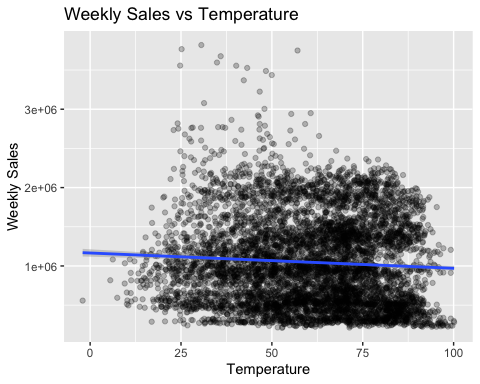 Weekly Sales vs Temperature
3e+06
2e+06
1e+06
Weekly Sales
0 25 50 75 100
Temperature